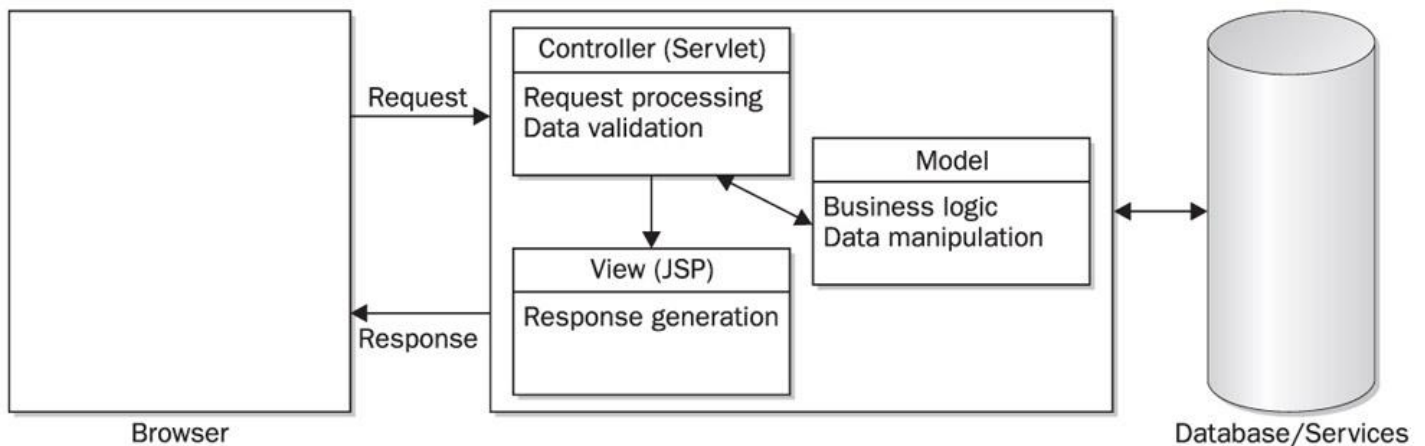 Controller (Servlet)
Request processing
Data validation
Request
Model
Business logic
Data manipulation
View (JSP)
Response generation
Response
Browser
Database/Services